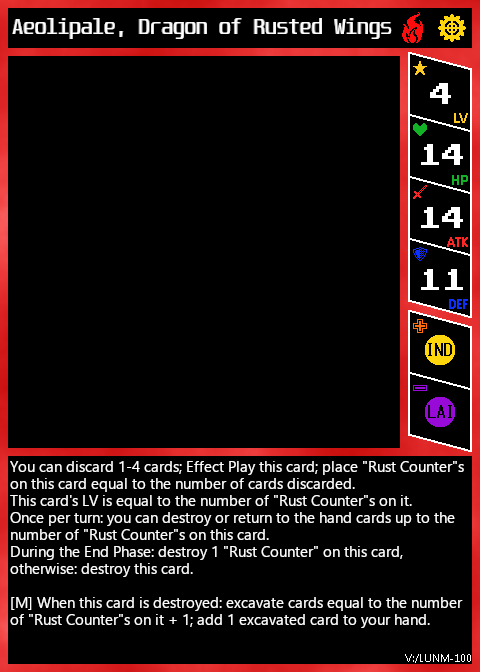 Aeolipale, Dragon of Rusted Wings
4
LV
14
HP
14
ATK
11
DEF
IND
LAI
You can discard 1-4 cards; Effect Play this card; place "Rust Counter"s
on this card equal to the number of cards discarded.
This card's LV is equal to the number of "Rust Counter"s on it.
Once per turn: you can destroy or return to the hand cards up to the
number of "Rust Counter"s on this card.
During the End Phase: destroy 1 "Rust Counter" on this card,
otherwise: destroy this card.
[M] When this card is destroyed: excavate cards equal to the number
of "Rust Counter"s on it + 1; add 1 excavated card to your hand.
V:/LUNM-100